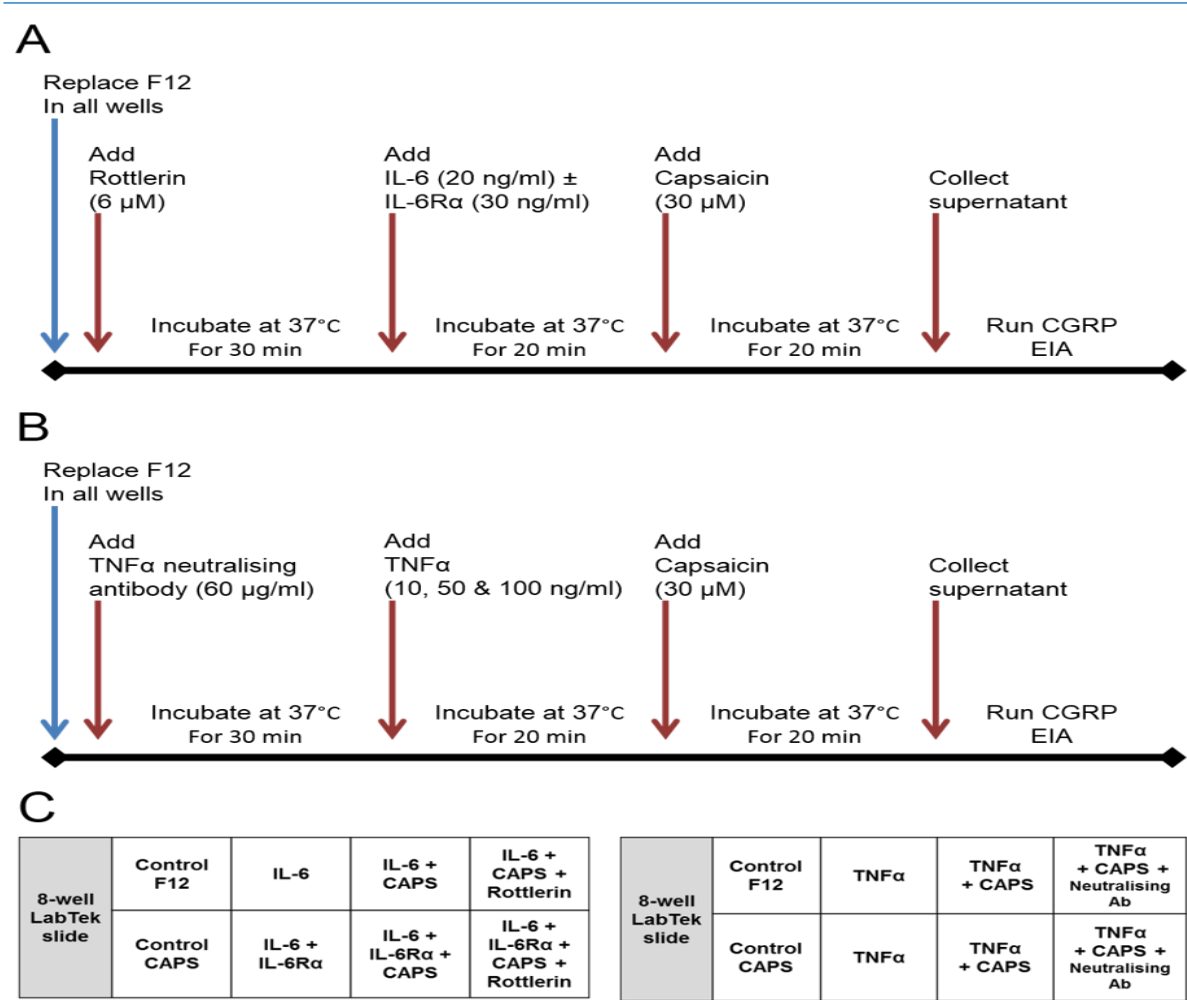 A
Replace F12
In all wells
Add
Rottlerin
(6 µM)
Add
IL-6 (20 ng/ml) ±
IL-6Rα (30 ng/ml)
Add
Capsaicin
(30 µM)
Collect
supernatant
Incubate at 37°C
For 30 min
Incubate at 37°C
For 20 min
Incubate at 37°C
For 20 min
Run CGRP
EIA
B
Replace F12
In all wells
Add
TNFα neutralising
antibody (60 µg/ml)
Add
TNFα
(10, 50 & 100 ng/ml)
Add
Capsaicin
(30 µM)
Collect
supernatant
Incubate at 37°C
For 30 min
Incubate at 37°C
For 20 min
Incubate at 37°C
For 20 min
Run CGRP
EIA
C
8-well
LabTek
slide
Control
F12
IL-6
IL-6 +
CAPS
IL-6 +
CAPS +
Rottlerin
Control
CAPS
IL-6 +
IL-6Rα
IL-6 +
IL-6Rα +
CAPS
IL-6 +
IL-6Rα +
CAPS +
Rottlerin
8-well
LabTek
slide
Control
F12
TNFα
TNFα
+ CAPS
TNFα
+ CAPS +
Neutralising
Ab
Control
CAPS
TNFα
TNFα
+ CAPS
TNFα
+ CAPS +
Neutralising
Ab